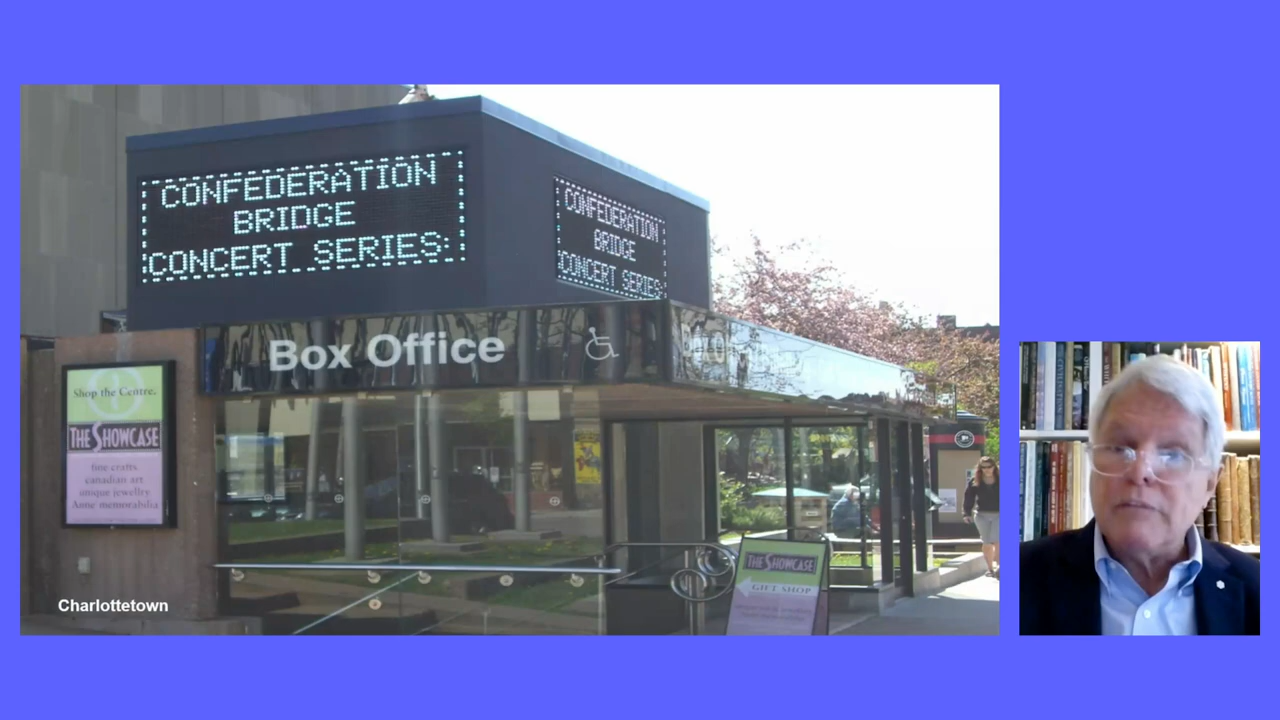 CONFEDERATION
BRIDGE
CONCERT SERIES:
CONFEDERATION
BRIDGE
CONCERT SERIES:
Box Office
Shop the Centre.
THE SHOWCASE
fine crafts
canadian art
unique jewellry
Anne memorabilia
THE SHOWCASE
GIFT SHOP
Charlottetown